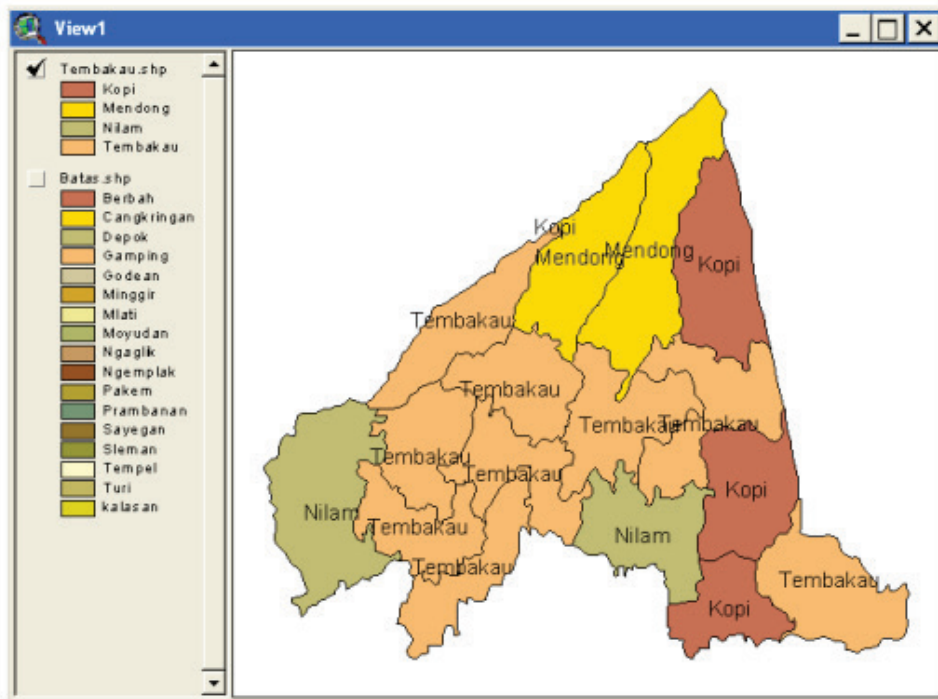 View1
Tembakau.shp
Kopi
Mendong
Nilam
Tembakau
Batas.shp
Berbah
Cangkringan
Depok
Gamping
Godean
Minggir
Mlati
Moyudan
Ngaglik
Ngemplak
Pakem
Prambanan
Sayegan
Sleman
Tempel
Turi
kalasan
Kopi
Mendong
Mendong
Kopi
Tembakau
Tembakau
Tembakau
Tembakau
Tembakau
Tembakau
Kopi
Nilam
Tembakau
Nilam
Tembakau
Tembakau
Kopi